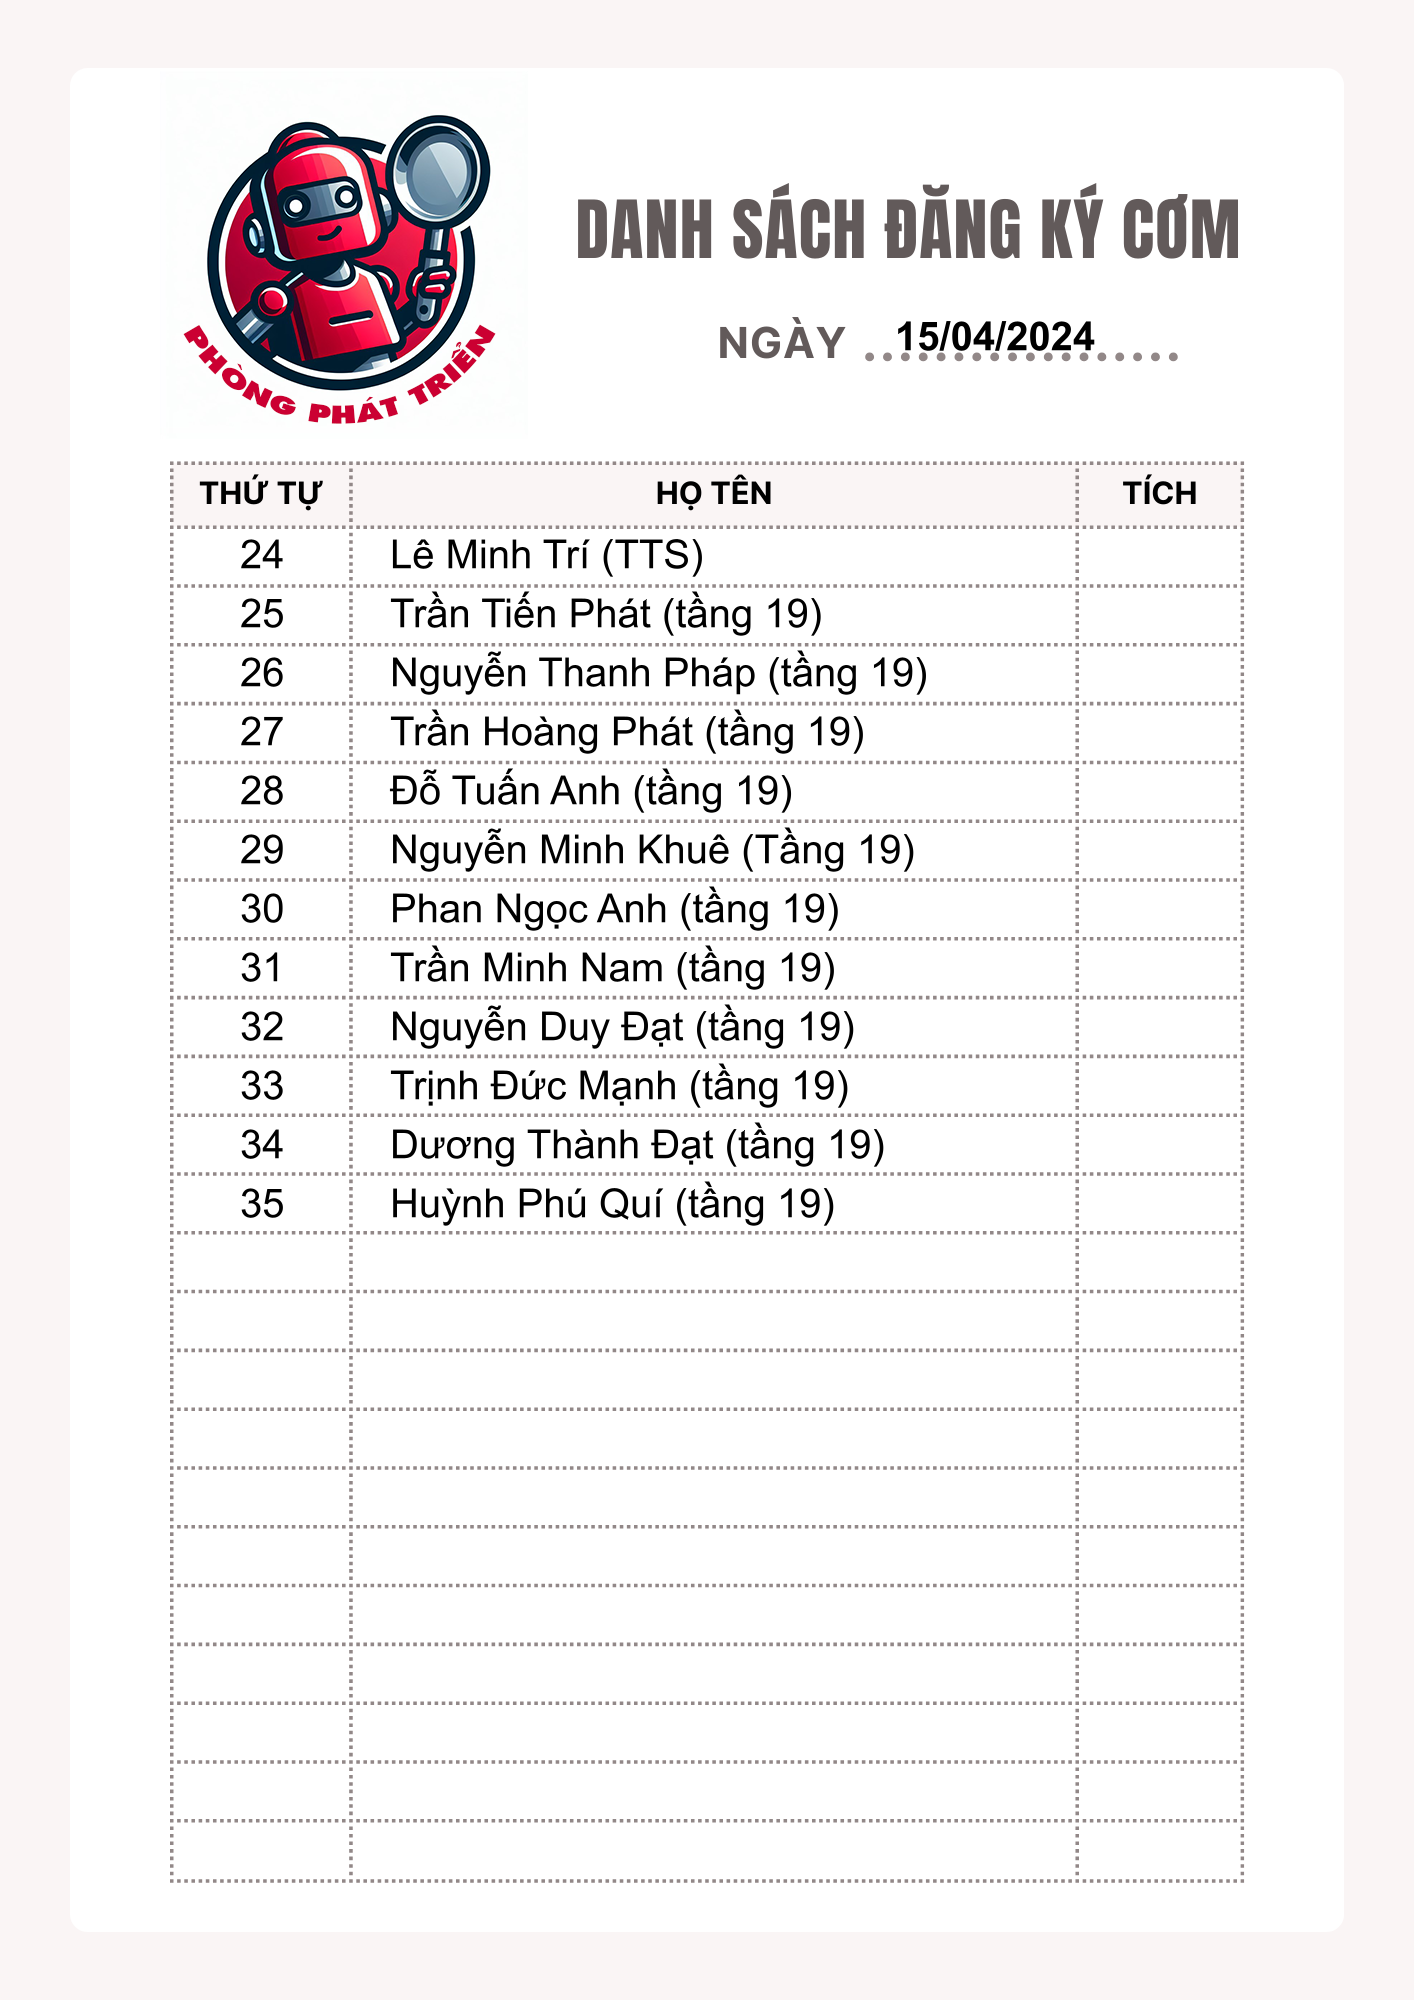 PHÒNG PHÁT TRIỂN
DANH SÁCH ĐĂNG KÝ CƠM
NGÀY 15/04/2024
THỨ TỰ HỌ TÊN TÍCH
24 Lê Minh Trí (TTS)
25 Trần Tiến Phát (tầng 19)
26 Nguyễn Thanh Pháp (tầng 19)
27 Trần Hoàng Phát (tầng 19)
28 Đỗ Tuấn Anh (tầng 19)
29 Nguyễn Minh Khuê (Tầng 19)
30 Phan Ngọc Anh (tầng 19)
31 Trần Minh Nam (tầng 19)
32 Nguyễn Duy Đạt (tầng 19)
33 Trịnh Đức Mạnh (tầng 19)
34 Dương Thành Đạt (tầng 19)
35 Huỳnh Phú Quí (tầng 19)